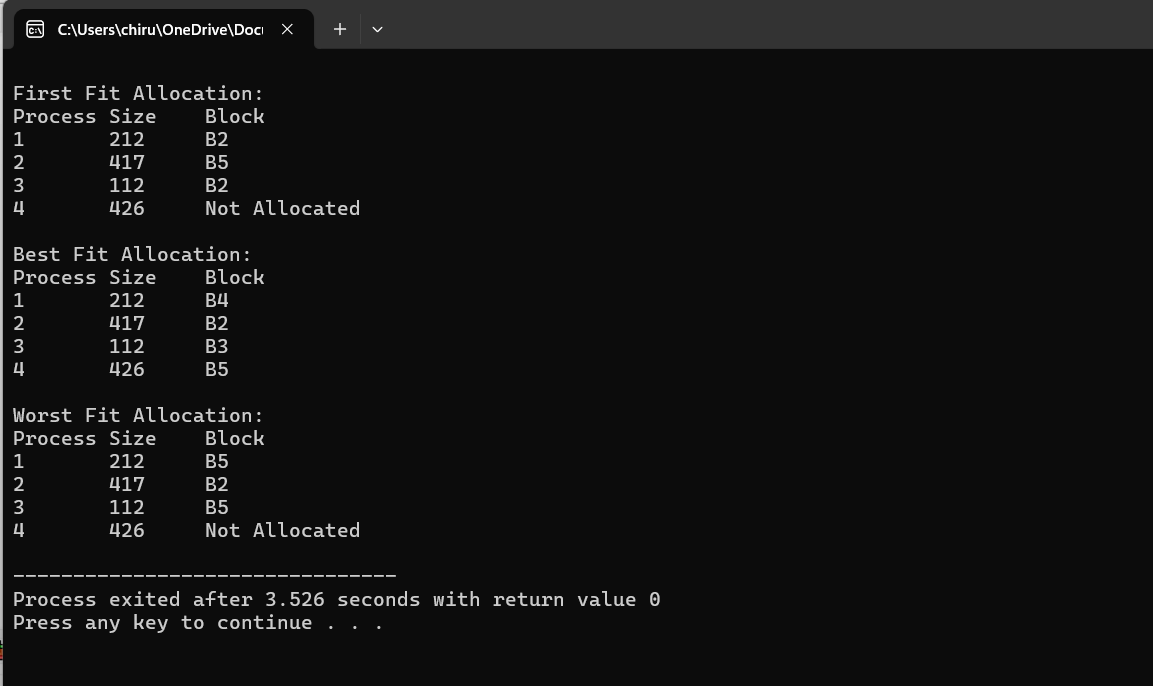 C:\Users\chiru\OneDrive\Doc
First Fit Allocation:
Process Size    Block
1       212     B2
2       417     B5
3       112     B2
4       426     Not Allocated
Best Fit Allocation:
Process Size    Block
1       212     B4
2       417     B2
3       112     B3
4       426     B5
Worst Fit Allocation:
Process Size    Block
1       212     B5
2       417     B2
3       112     B5
4       426     Not Allocated
--------------------------------
Process exited after 3.526 seconds with return value 0
Press any key to continue . . .